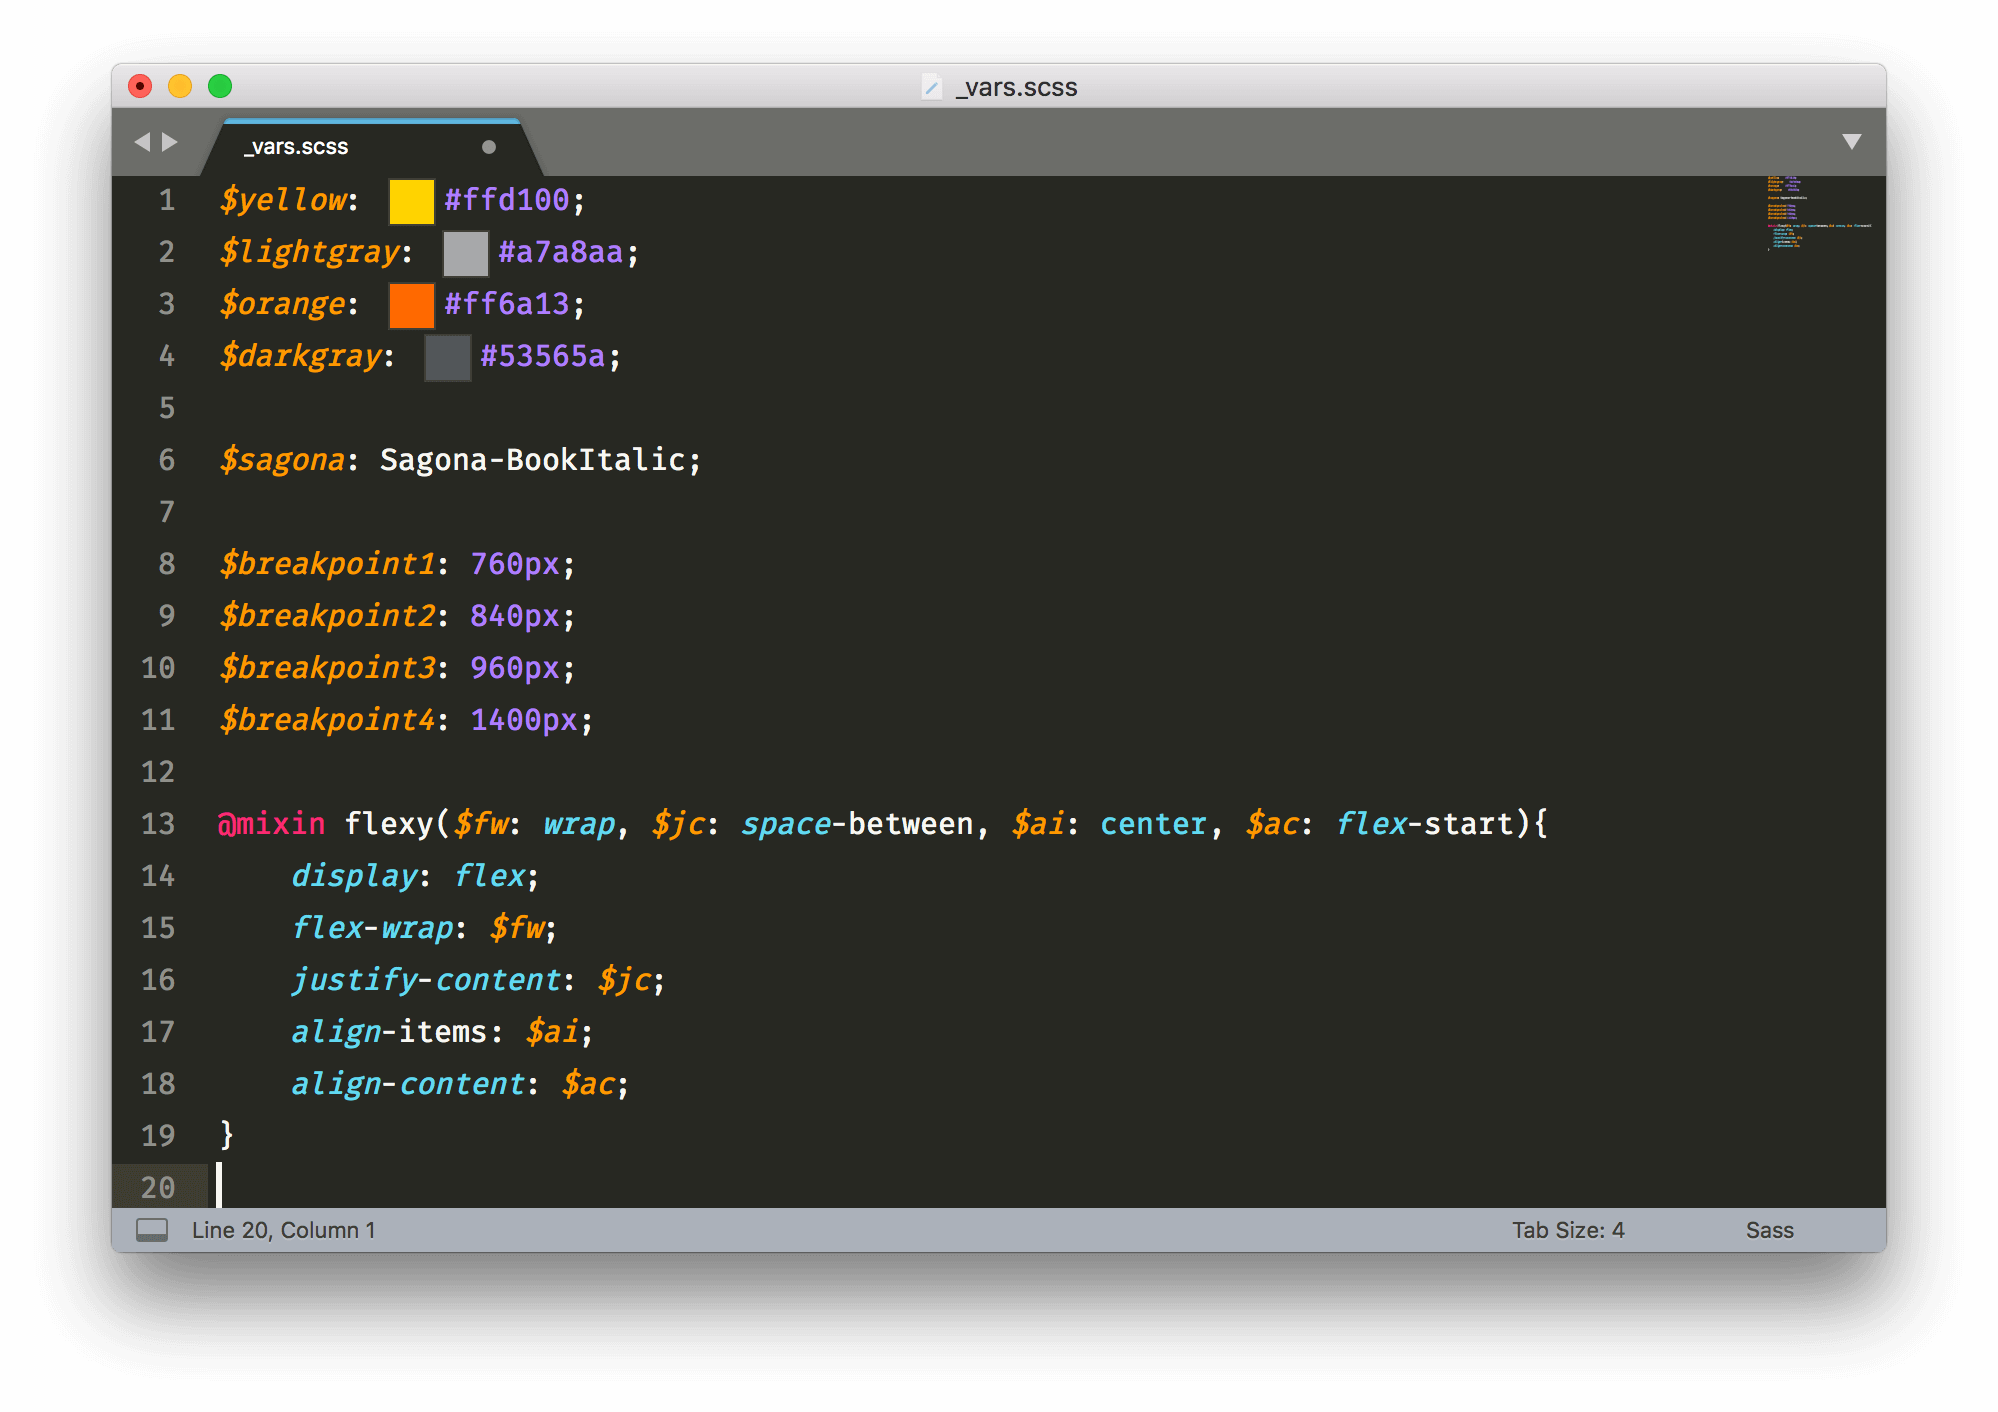 _vars.scss
_vars.scss
1 $yellow: #ffd100;
2 $lightgray: #a7a8aa;
3 $orange: #ff6a13;
4 $darkgray: #53565a;
5
6 $sagona: Sagona-BookItalic;
7
8 $breakpoint1: 760px;
9 $breakpoint2: 840px;
10 $breakpoint3: 960px;
11 $breakpoint4: 1400px;
12
13 @mixin flexy($fw: wrap, $jc: space-between, $ai: center, $ac: flex-start){
14     display: flex;
15     flex-wrap: $fw;
16     justify-content: $jc;
17     align-items: $ai;
18     align-content: $ac;
19 }
20
Line 20, Column 1 Tab Size: 4 Sass